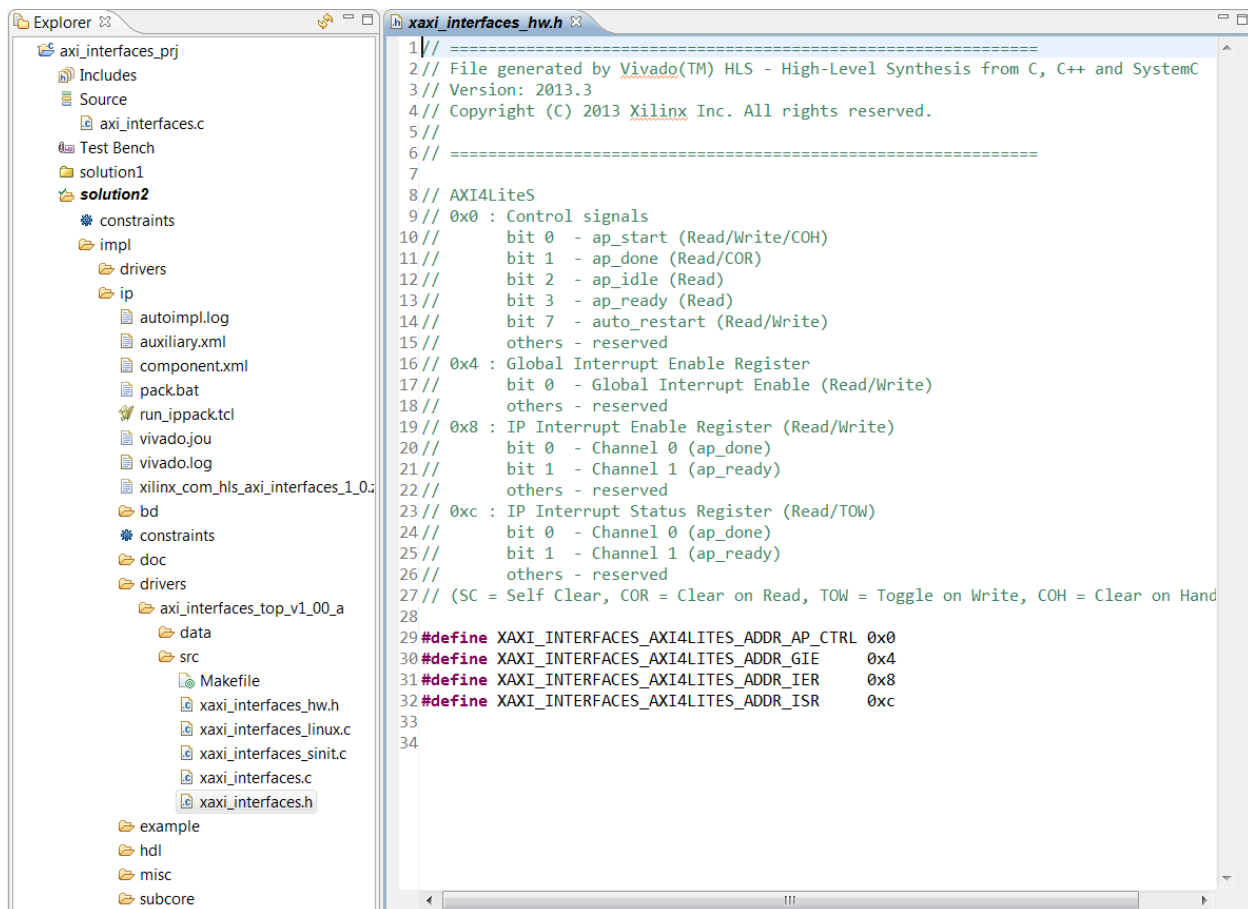 Explorer
axi_interfaces_prj
Includes
Source
axi_interfaces.c
Test Bench
solution1
solution2
constraints
impl
drivers
ip
autoimpl.log
auxiliary.xml
component.xml
pack.bat
run_ippack.tcl
vivado.jou
vivado.log
xilinx_com_hls_axi_interfaces_1_0.z
bd
constraints
doc
drivers
axi_interfaces_top_v1_00_a
data
src
Makefile
xaxi_interfaces_hw.h
xaxi_interfaces_linux.c
xaxi_interfaces_sinit.c
xaxi_interfaces.c
xaxi_interfaces.h
example
hdl
misc
subcore
xaxi_interfaces_hw.h
1 // ==============================================================
2 // File generated by Vivado(TM) HLS - High-Level Synthesis from C, C++ and SystemC
3 // Version: 2013.3
4 // Copyright (C) 2013 Xilinx Inc. All rights reserved.
5 //
6 // ==============================================================
7
8 // AXI4LiteS
9 // 0x0 : Control signals
10 //       bit 0  - ap_start (Read/Write/COH)
11 //       bit 1  - ap_done (Read/COR)
12 //       bit 2  - ap_idle (Read)
13 //       bit 3  - ap_ready (Read)
14 //       bit 7  - auto_restart (Read/Write)
15 //       others - reserved
16 // 0x4 : Global Interrupt Enable Register
17 //       bit 0  - Global Interrupt Enable (Read/Write)
18 //       others - reserved
19 // 0x8 : IP Interrupt Enable Register (Read/Write)
20 //       bit 0  - Channel 0 (ap_done)
21 //       bit 1  - Channel 1 (ap_ready)
22 //       others - reserved
23 // 0xc : IP Interrupt Status Register (Read/TOW)
24 //       bit 0  - Channel 0 (ap_done)
25 //       bit 1  - Channel 1 (ap_ready)
26 //       others - reserved
27 // (SC = Self Clear, COR = Clear on Read, TOW = Toggle on Write, COH = Clear on Hand
28
29 #define XAXI_INTERFACES_AXI4LITES_ADDR_AP_CTRL 0x0
30 #define XAXI_INTERFACES_AXI4LITES_ADDR_GIE     0x4
31 #define XAXI_INTERFACES_AXI4LITES_ADDR_IER     0x8
32 #define XAXI_INTERFACES_AXI4LITES_ADDR_ISR     0xc
33
34